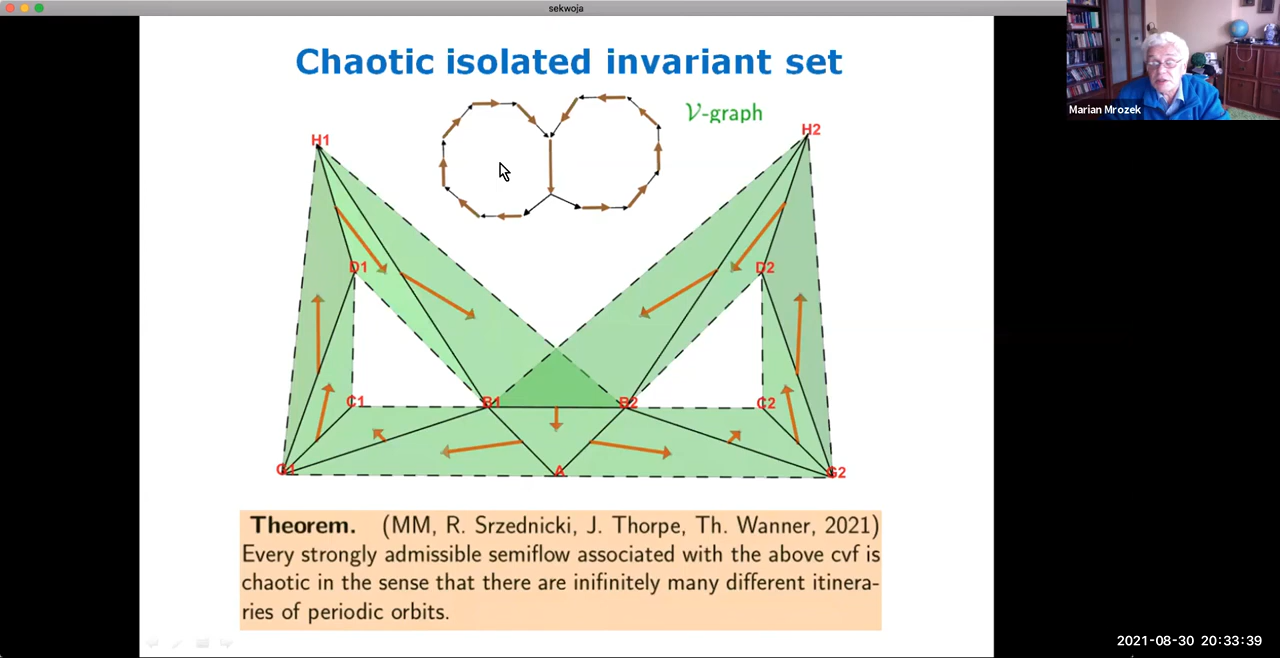 sekwoja
Chaotic isolated invariant set
𝒱-graph
Marian Mrozek
H1
H2
D1
D2
C1
B1
B2
C2
G1
A
G2
Theorem. (MM, R. Srzednicki, J. Thorpe, Th. Wanner, 2021)
Every strongly admissible semiflow associated with the above cvf is
chaotic in the sense that there are inifinitely many different itinera-
ries of periodic orbits.
2021-08-30 20:33:39